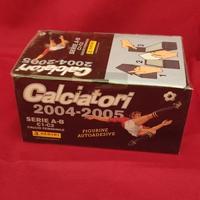 Calciatori
2004-2005
Calciatori
2004-2005
SERIE A-B
C1-C2
CALCIO FEMMINILE
PANINI
FIGURINE
AUTOADESIVE